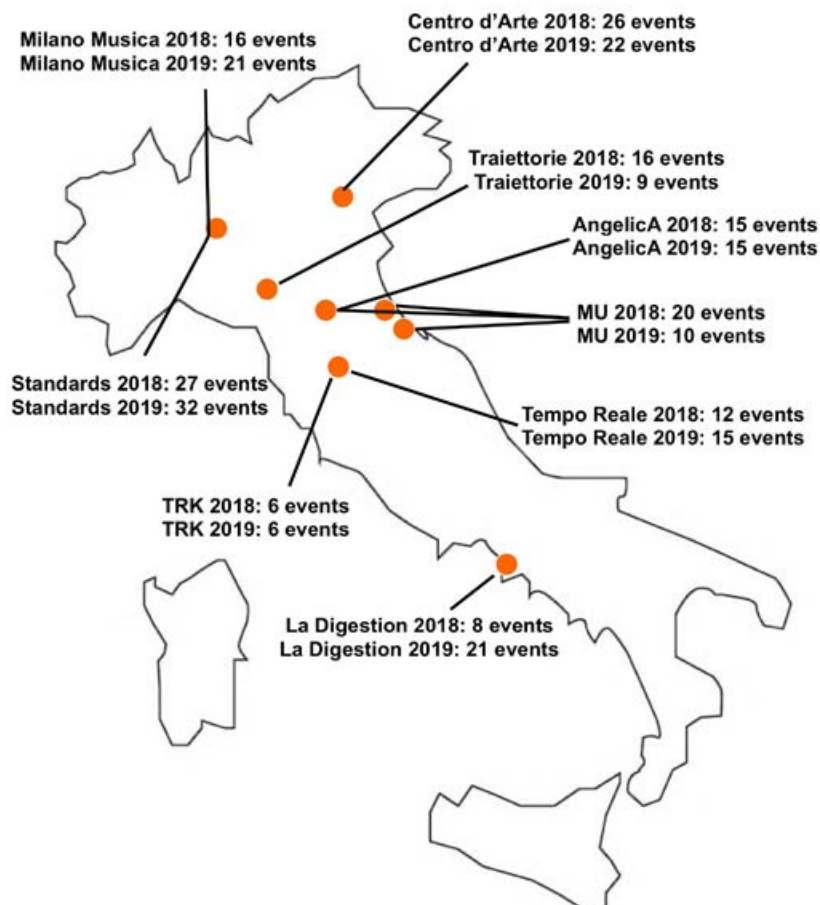 Centro d'Arte 2018: 26 events
Centro d'Arte 2019: 22 events
Milano Musica 2018: 16 events
Milano Musica 2019: 21 events
Traiettorie 2018: 16 events
Traiettorie 2019: 9 events
AngelicA 2018: 15 events
AngelicA 2019: 15 events
MU 2018: 20 events
MU 2019: 10 events
Standards 2018: 27 events
Standards 2019: 32 events
Tempo Reale 2018: 12 events
Tempo Reale 2019: 15 events
TRK 2018: 6 events
TRK 2019: 6 events
La Digestion 2018: 8 events
La Digestion 2019: 21 events